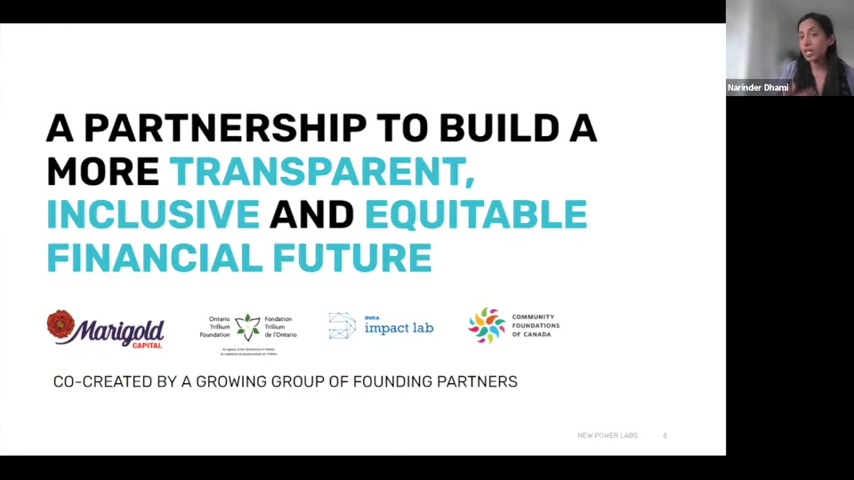 A PARTNERSHIP TO BUILD A
MORE TRANSPARENT,
INCLUSIVE AND EQUITABLE
FINANCIAL FUTURE
Marigold
CAPITAL
Ontario
Trillium
Foundation
Fondation
Trillium
de l'Ontario
DUCA
impact lab
COMMUNITY
FOUNDATIONS
OF CANADA
CO-CREATED BY A GROWING GROUP OF FOUNDING PARTNERS
NEW POWER LABS 6
Narinder Dhami